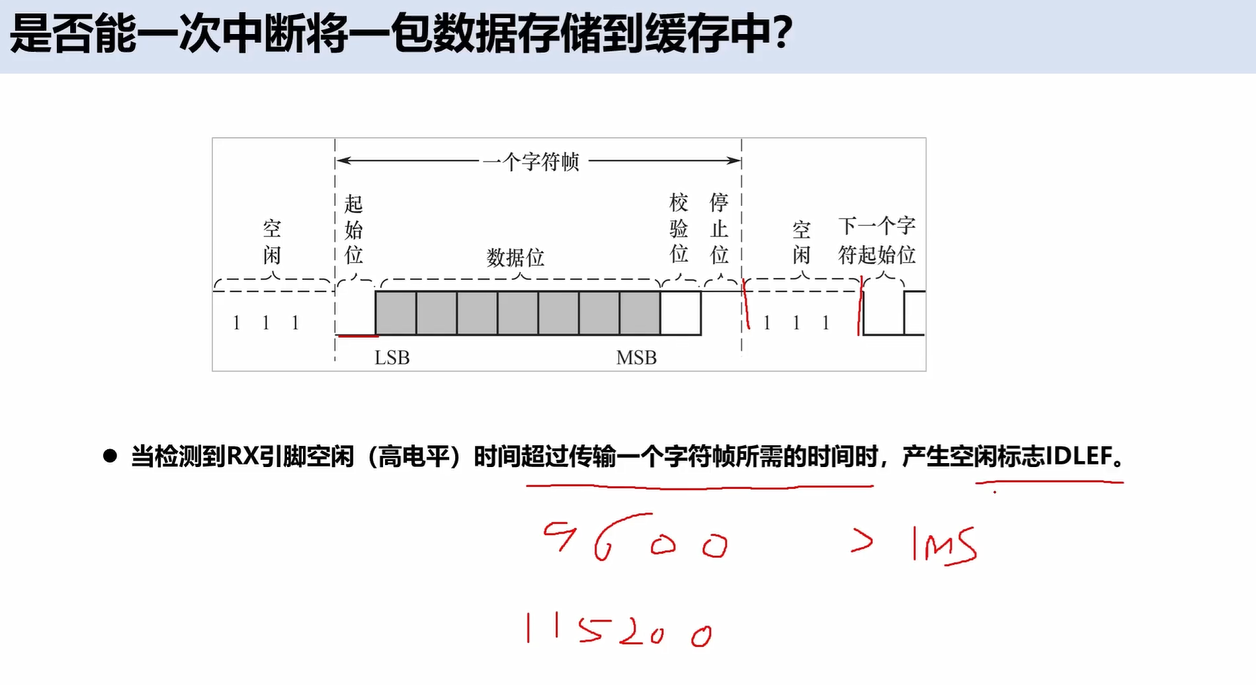 是否能一次中断将一包数据存储到缓存中？
一个字符帧
空闲
起始位
数据位
校验位
停止位
空闲
下一个字符起始位
1 1 1
1 1 1
LSB
MSB
● 当检测到RX引脚空闲（高电平）时间超过传输一个字符帧所需的时间时，产生空闲标志IDLEF。
9600 > 1MS
115200